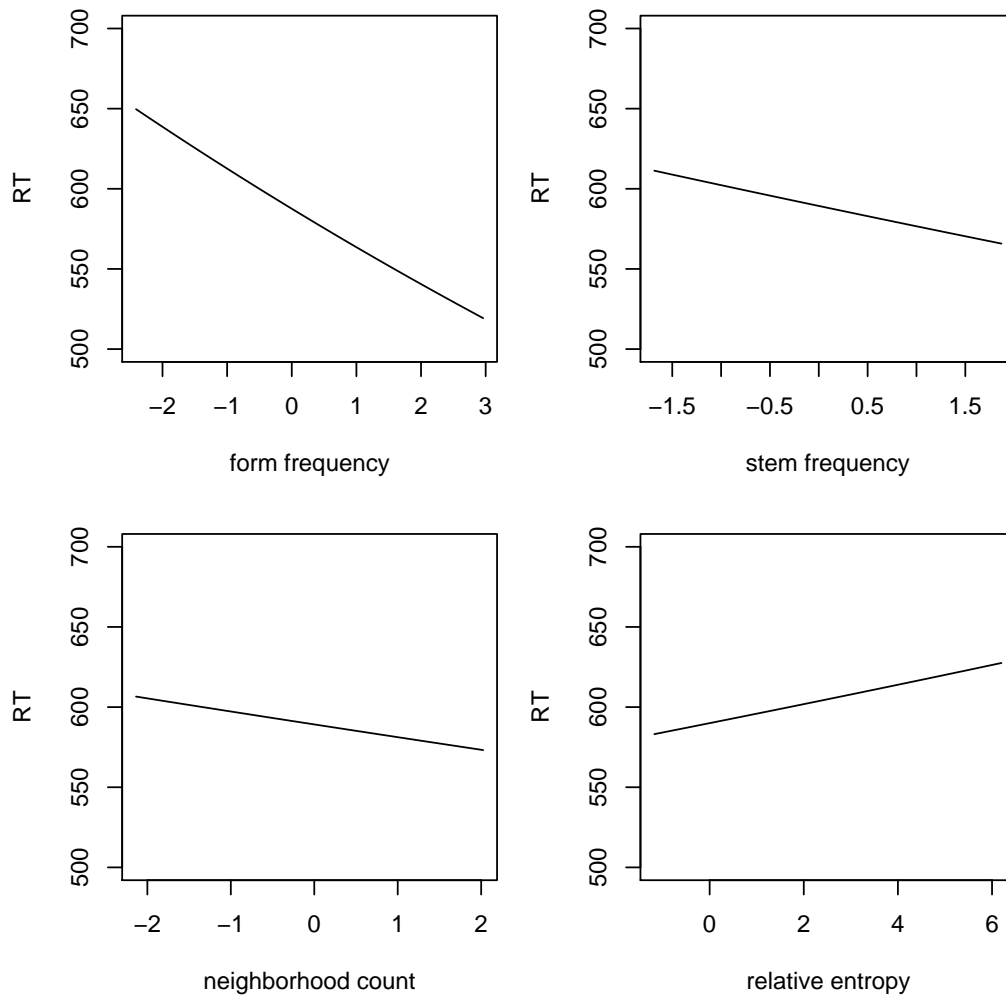 RT
700
650
600
550
500
−2 −1 0 1 2 3
form frequency
RT
700
650
600
550
500
−1.5 −0.5 0.5 1.5
stem frequency
RT
700
650
600
550
500
−2 −1 0 1 2
neighborhood count
RT
700
650
600
550
500
0 2 4 6
relative entropy